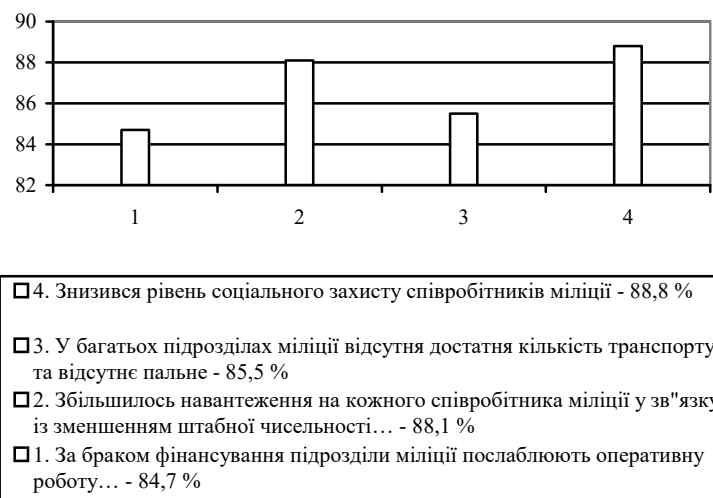 90
88
86
84
82
1 2 3 4
4. Знизився рівень соціального захисту співробітників міліції - 88,8 %
3. У багатьох підрозділах міліції відсутня достатня кількість транспорту
та відсутнє пальне - 85,5 %
2. Збільшилось навантеження на кожного співробітника міліції у зв"язку
із зменшенням штабної чисельності… - 88,1 %
1. За браком фінансування підрозділи міліції послаблюють оперативну
роботу… - 84,7 %